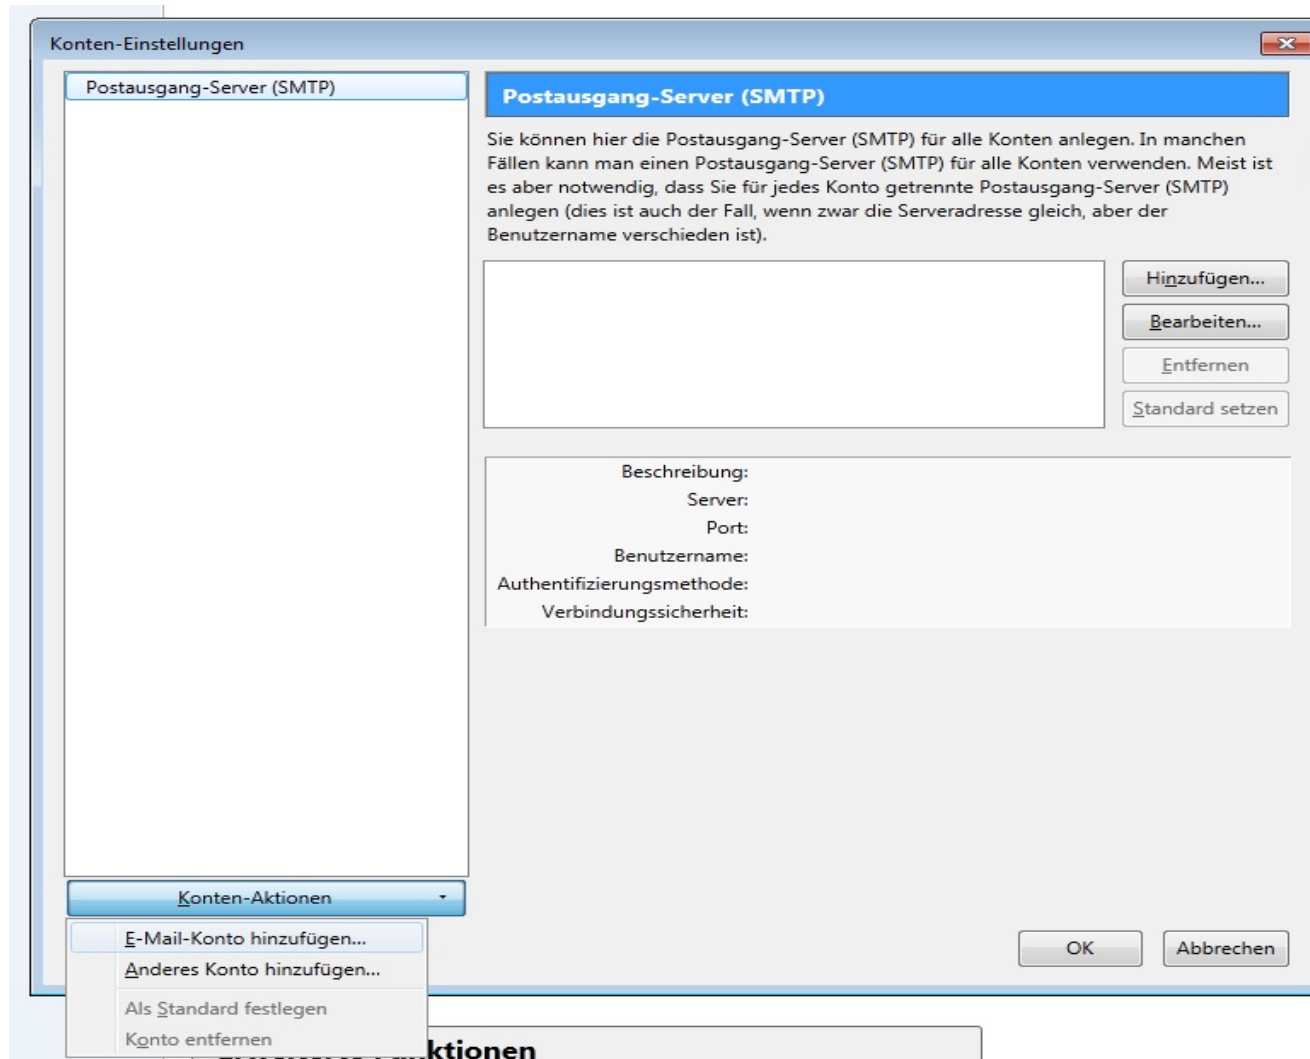 Konten-Einstellungen
Postausgang-Server (SMTP)
Postausgang-Server (SMTP)
Sie können hier die Postausgang-Server (SMTP) für alle Konten anlegen. In manchen
Fällen kann man einen Postausgang-Server (SMTP) für alle Konten verwenden. Meist ist
es aber notwendig, dass Sie für jedes Konto getrennte Postausgang-Server (SMTP)
anlegen (dies ist auch der Fall, wenn zwar die Serveradresse gleich, aber der
Benutzername verschieden ist).
Hinzufügen...
Bearbeiten...
Entfernen
Standard setzen
Beschreibung:
Server:
Port:
Benutzername:
Authentifizierungsmethode:
Verbindungssicherheit:
Konten-Aktionen
E-Mail-Konto hinzufügen...
Anderes Konto hinzufügen...
Als Standard festlegen
Konto entfernen
OK
Abbrechen
ktionen